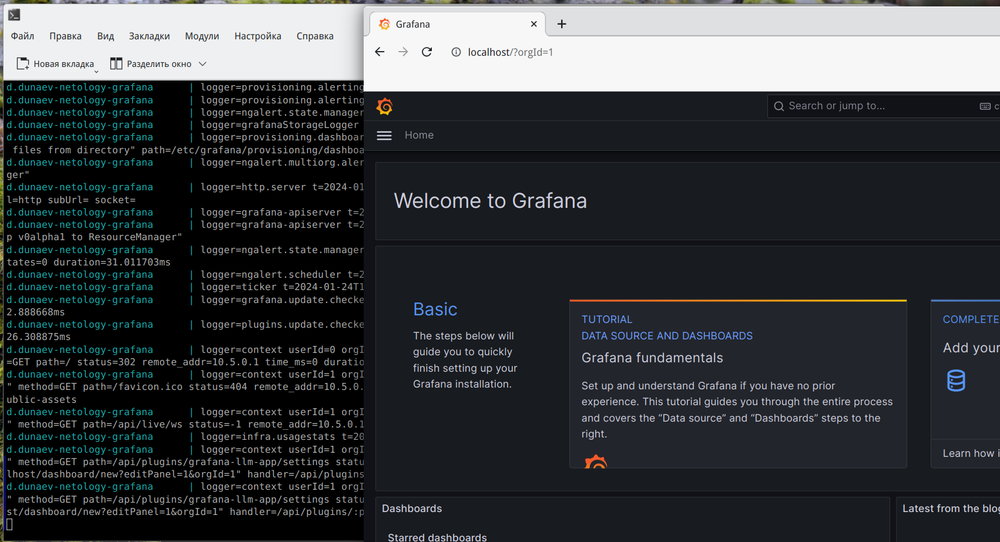 Файл Правка Вид Закладки Модули Настройка Справка
Новая вкладка Разделить окно
d.dunaev-netology-grafana | logger=provisioning.alerting
d.dunaev-netology-grafana | logger=provisioning.alerting
d.dunaev-netology-grafana | logger=ngalert.state.manager
d.dunaev-netology-grafana | logger=grafanaStorageLogger
d.dunaev-netology-grafana | logger=provisioning.dashboar
files from directory" path=/etc/grafana/provisioning/dashboa
d.dunaev-netology-grafana | logger=ngalert.multiorg.aler
ger"
d.dunaev-netology-grafana | logger=http.server t=2024-01
l=http subUrl= socket=
d.dunaev-netology-grafana | logger=grafana-apiserver t=2
d.dunaev-netology-grafana | logger=grafana-apiserver t=2
p v0alpha1 to ResourceManager"
d.dunaev-netology-grafana | logger=ngalert.state.manager
tates=0 duration=31.011703ms
d.dunaev-netology-grafana | logger=ngalert.scheduler t=2
d.dunaev-netology-grafana | logger=ticker t=2024-01-24T1
d.dunaev-netology-grafana | logger=grafana.update.checke
2.888668ms
d.dunaev-netology-grafana | logger=plugins.update.checke
26.308875ms
d.dunaev-netology-grafana | logger=context userId=0 orgI
=GET path=/ status=302 remote_addr=10.5.0.1 time_ms=0 duratio
d.dunaev-netology-grafana | logger=context userId=1 orgI
" method=GET path=/favicon.ico status=404 remote_addr=10.5.0.
ublic-assets
d.dunaev-netology-grafana | logger=context userId=1 orgI
" method=GET path=/api/live/ws status=-1 remote_addr=10.5.0.1
d.dunaev-netology-grafana | logger=infra.usagestats t=20
d.dunaev-netology-grafana | logger=context userId=1 orgI
" method=GET path=/api/plugins/grafana-llm-app/settings statu
lhost/dashboard/new?editPanel=1&orgId=1" handler=/api/plugins
d.dunaev-netology-grafana | logger=context userId=1 orgI
" method=GET path=/api/plugins/grafana-llm-app/settings statu
st/dashboard/new?editPanel=1&orgId=1" handler=/api/plugins/:p
Grafana
localhost/?orgId=1
Search or jump to...
Home
Welcome to Grafana
Basic
The steps below will
guide you to quickly
finish setting up your
Grafana installation.
TUTORIAL
DATA SOURCE AND DASHBOARDS
Grafana fundamentals
Set up and understand Grafana if you have no prior
experience. This tutorial guides you through the entire process
and covers the “Data source” and “Dashboards” steps to the
right.
COMPLETE
Add your
Learn how i
Dashboards
Starred dashboards
Latest from the blog